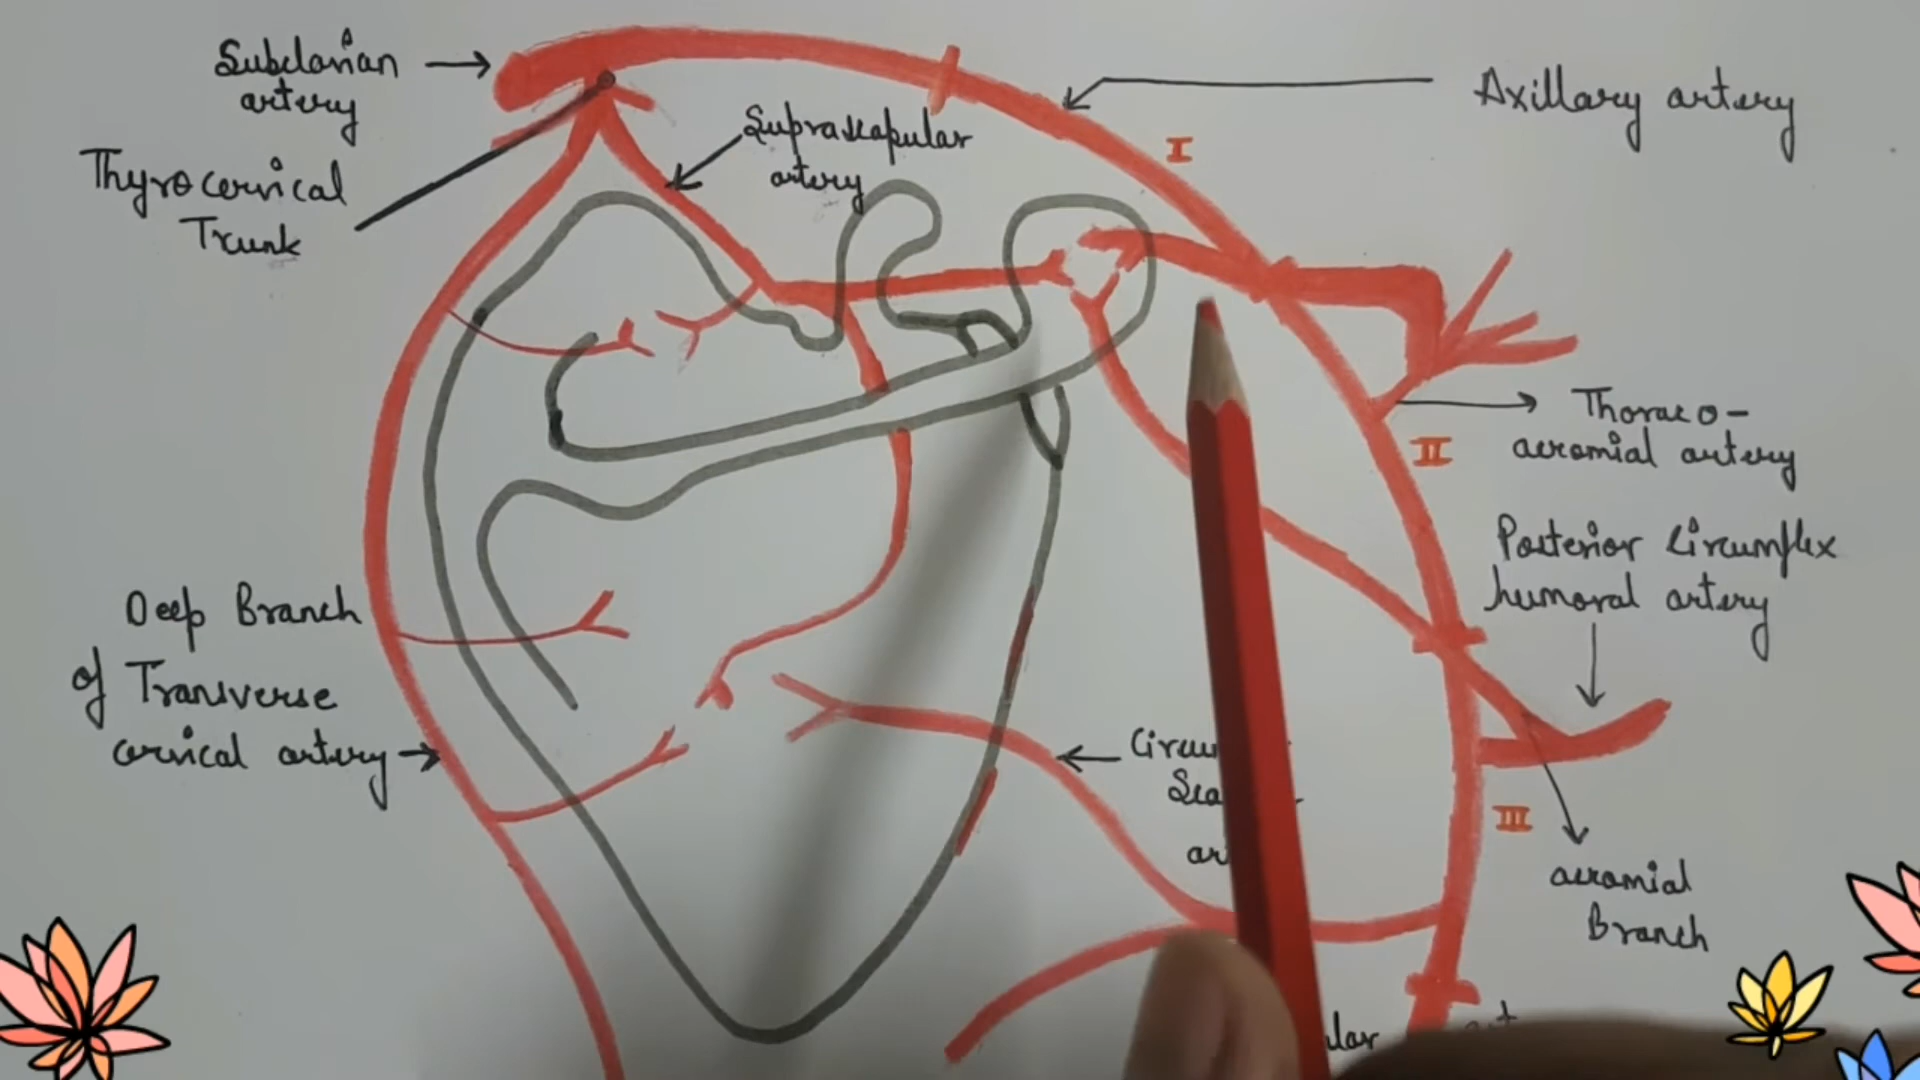 Subclavian
artery
Thyrocervical
Trunk
Suprascapular
artery
Axillary artery
I
Thoraco-
acromial artery
II
Posterior Circumflex
humoral artery
Deep Branch
of Transverse
cervical artery
III
acromial
Branch